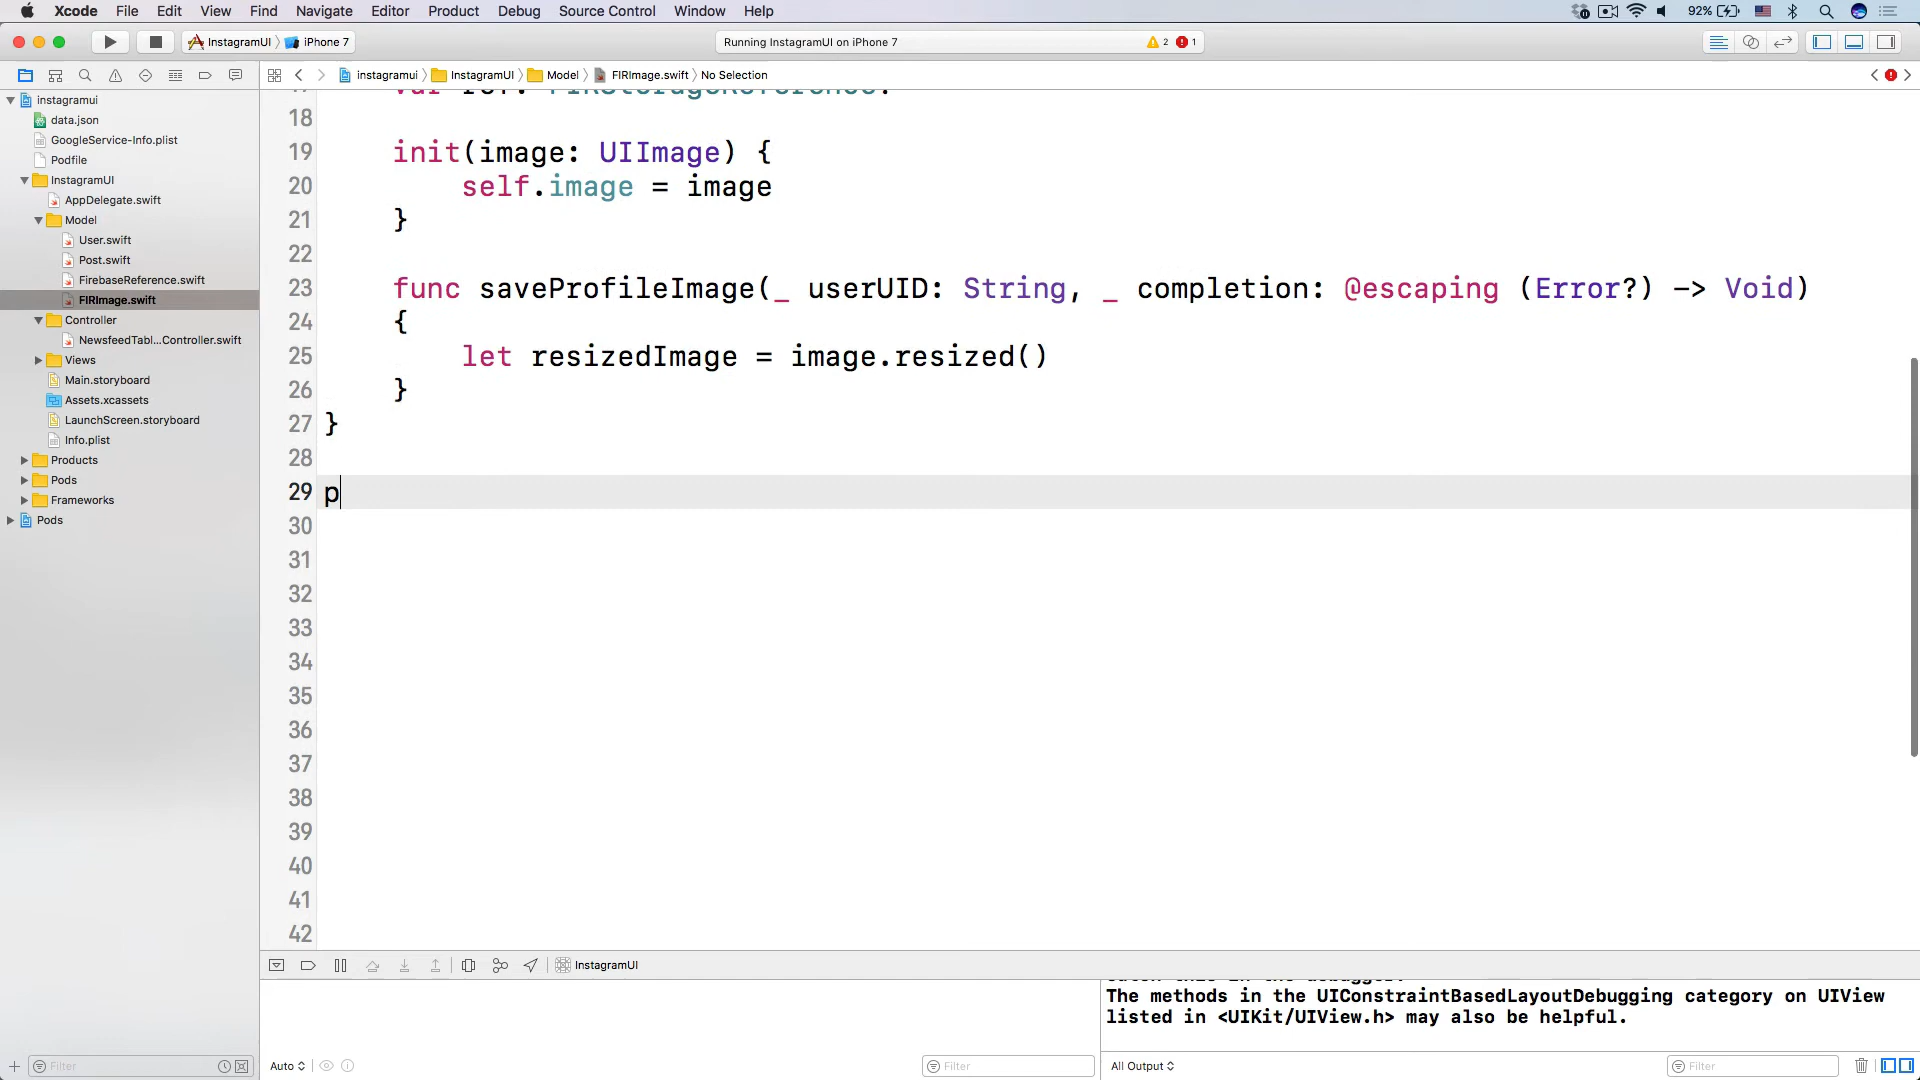 Xcode File Edit View Find Navigate Editor Product Debug Source Control Window Help 92%
InstagramUI iPhone 7 Running InstagramUI on iPhone 7 2 1
instagramui InstagramUI Model FIRImage.swift No Selection
instagramui
data.json
GoogleService-Info.plist
Podfile
InstagramUI
AppDelegate.swift
Model
User.swift
Post.swift
FirebaseReference.swift
FIRImage.swift
Controller
NewsfeedTabl...Controller.swift
Views
Main.storyboard
Assets.xcassets
LaunchScreen.storyboard
Info.plist
Products
Pods
Frameworks
Pods
18
19 init(image: UIImage) {
20 self.image = image
21 }
22
23 func saveProfileImage(_ userUID: String, _ completion: @escaping (Error?) -> Void)
24 {
25 let resizedImage = image.resized()
26 }
27 }
28
29 p
30
31
32
33
34
35
36
37
38
39
40
41
42
InstagramUI
The methods in the UIConstraintBasedLayoutDebugging category on UIView
listed in <UIKit/UIView.h> may also be helpful.
Filter Auto Filter All Output Filter